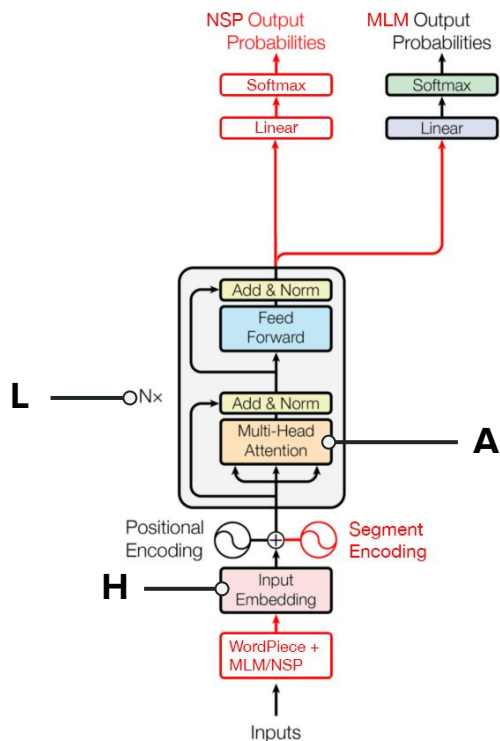 NSP Output
Probabilities
MLM Output
Probabilities
Softmax
Softmax
Linear
Linear
Add & Norm
Feed
Forward
L
N×
Add & Norm
Multi-Head
Attention
A
Positional
Encoding
Segment
Encoding
H
Input
Embedding
WordPiece +
MLM/NSP
Inputs